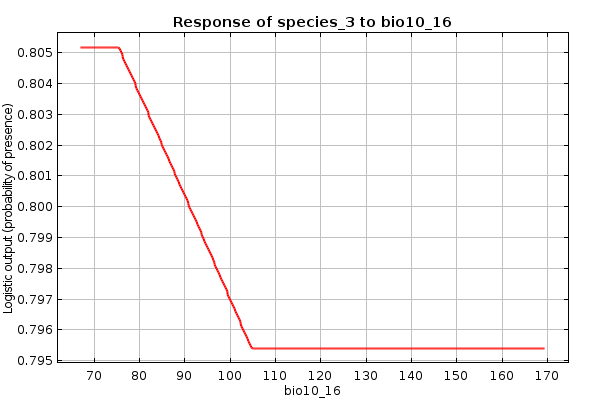 Response of species_3 to bio10_16
Logistic output (probability of presence)
0.805
0.804
0.803
0.802
0.801
0.800
0.799
0.798
0.797
0.796
0.795
70 80 90 100 110 120 130 140 150 160 170
bio10_16